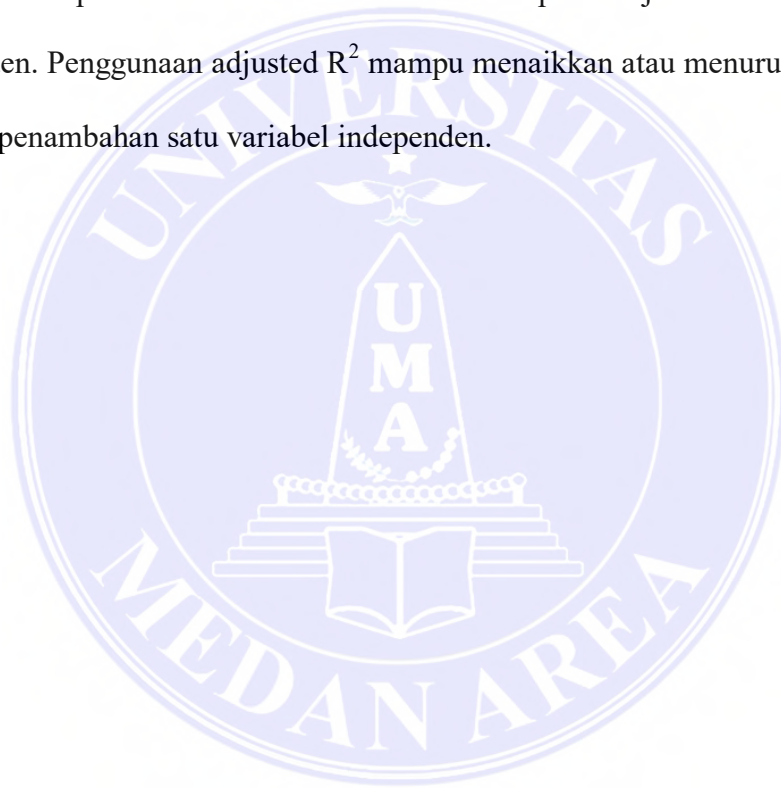 en. Penggunaan adjusted R² mampu menaikkan atau menuru
penambahan satu variabel independen.
UNIVERSITAS
U
M
A
MEDAN AREA